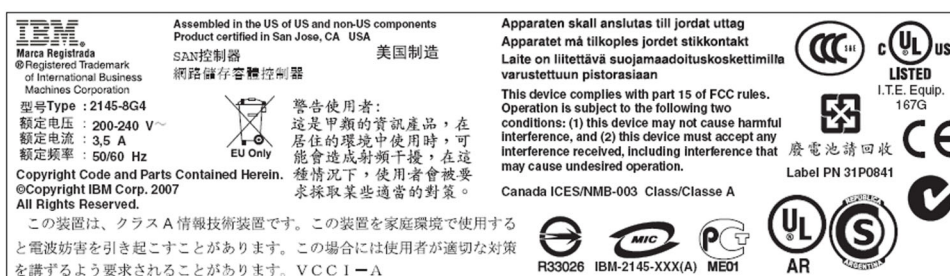 IBM
Marca Registrada
®Registered Trademark
of International Business
Machines Corporation
型号Type : 2145-8G4
额定电压 : 200-240 V~
额定电流 : 3,5 A
额定频率 : 50/60 Hz
Copyright Code and Parts Contained Herein.
©Copyright IBM Corp. 2007
All Rights Reserved.
Assembled in the US of US and non-US components
Product certified in San Jose, CA USA
SAN控制器
美国制造
網路儲存容體控制器
EU Only
警告使用者:
這是甲類的資訊產品，在
居住的環境中使用時，可
能會造成射頻干擾，在這
種情況下，使用者會被要
求採取某些適當的對策。
この装置は、クラスA情報技術装置です。この装置を家庭環境で使用する
と電波妨害を引き起こすことがあります。この場合には使用者が適切な対策
を講ずるよう要求されることがあります。VCCI-A
Apparaten skall anslutas till jordat uttag
Apparatet må tilkoples jordet stikkontakt
Laite on liitettävä suojamaadoituskoskettimilla
varustettuun pistorasiaan
This device complies with part 15 of FCC rules.
Operation is subject to the following two
conditions: (1) this device may not cause harmful
interference, and (2) this device must accept any
interference received, including interference that
may cause undesired operation.
Canada ICES/NMB-003 Class/Classe A
CCC S&E
C UL US
LISTED
I.T.E. Equip.
167G
廢電池請回收
CE
Label PN 31P0841
R33026
MIC
IBM-2145-XXX(A)
PCT
ME01
UL
AR
REPUBLICA
S
ARGENTINA